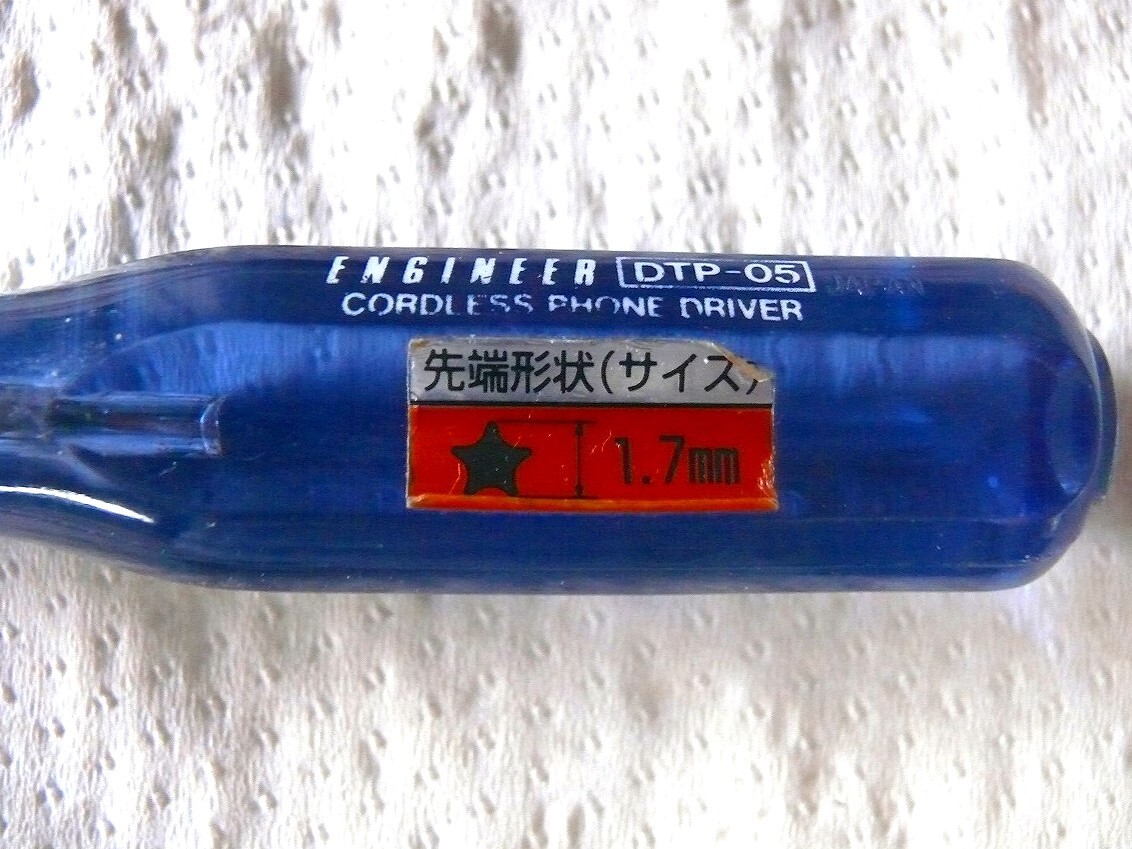 ENGINEER DTP-05 JAPAN
CORDLESS PHONE DRIVER
先端形状(サイズ)
1.7mm